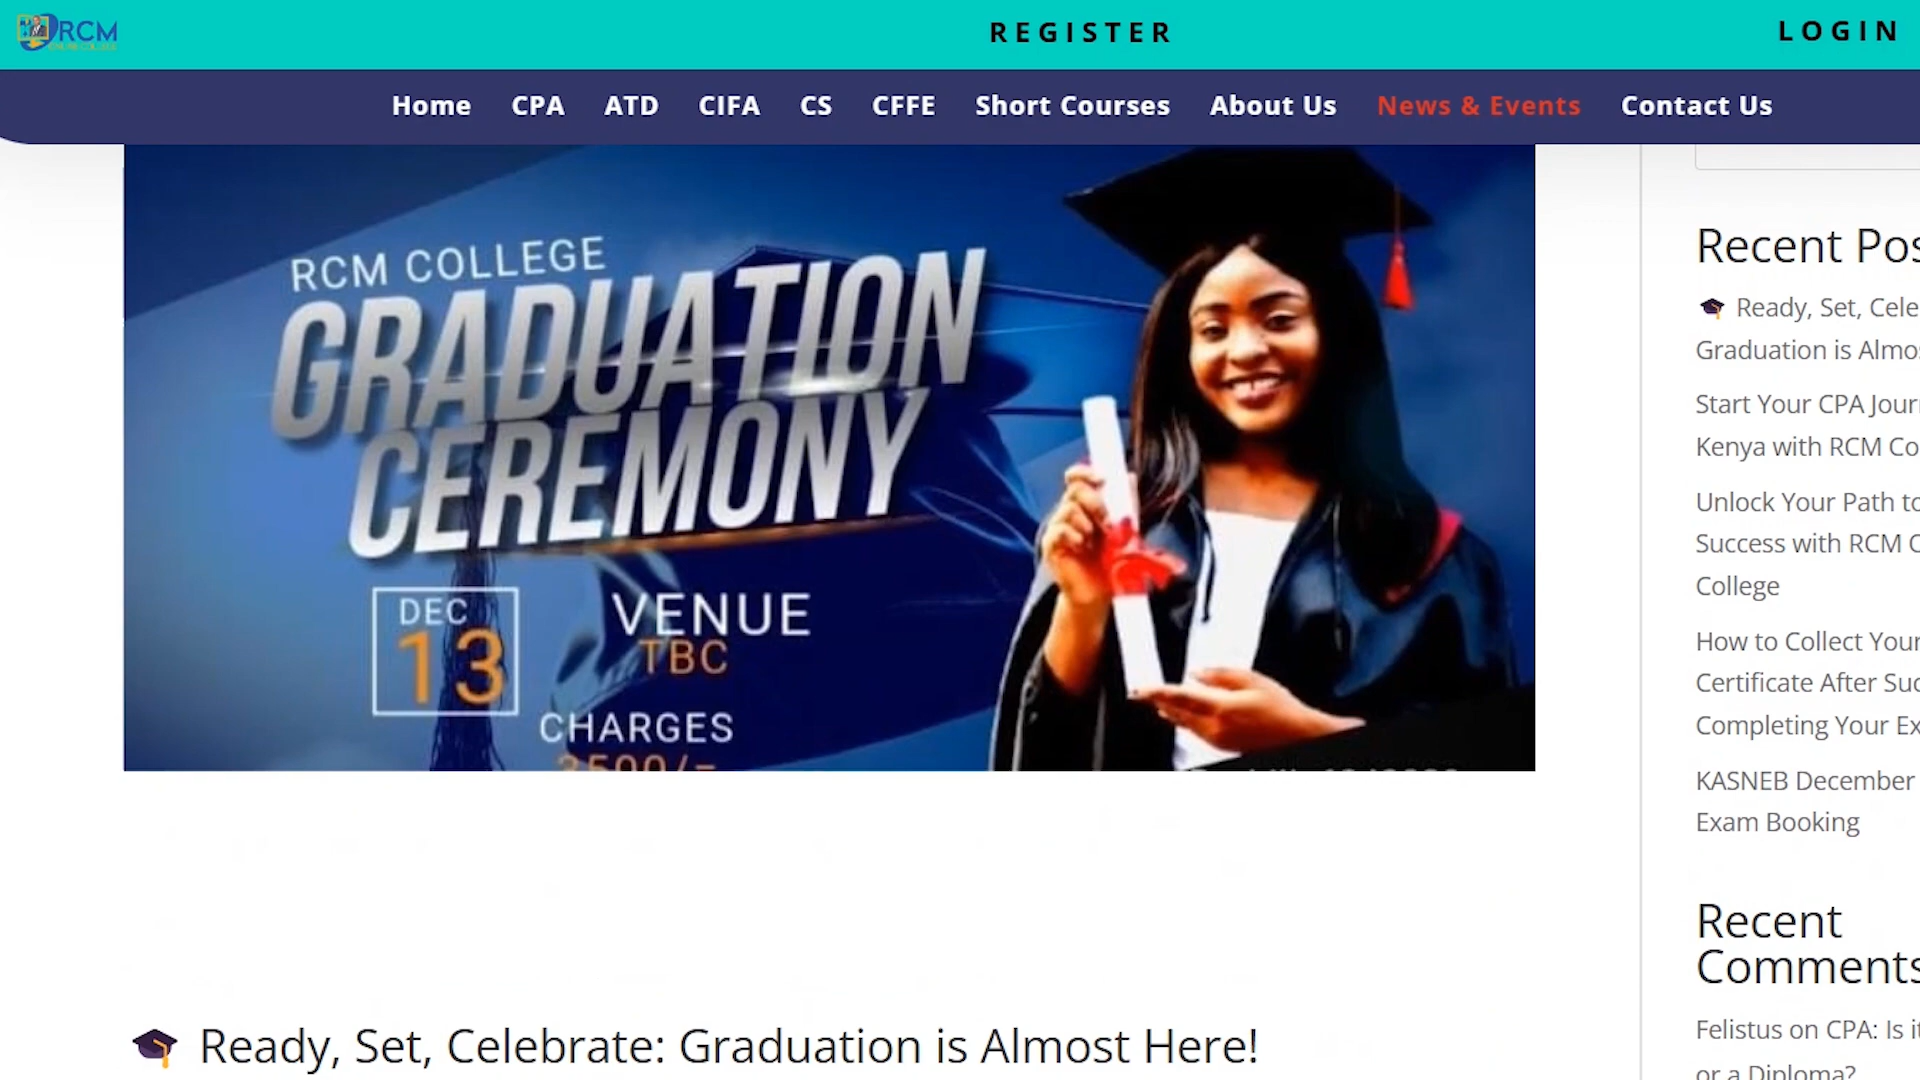 RCM
REGISTER
LOGIN
Home CPA ATD CIFA CS CFFE Short Courses About Us News & Events Contact Us
RCM COLLEGE
GRADUATION
CEREMONY
DEC
13
VENUE
TBC
CHARGES
Ready, Set, Celebrate: Graduation is Almost Here!
Recent Pos
Ready, Set, Cele
Graduation is Almos
Start Your CPA Jour
Kenya with RCM Co
Unlock Your Path to
Success with RCM
College
How to Collect Your
Certificate After Suc
Completing Your Ex
KASNEB December
Exam Booking
Recent
Comments
Felistus on CPA: Is it
or a Diploma?